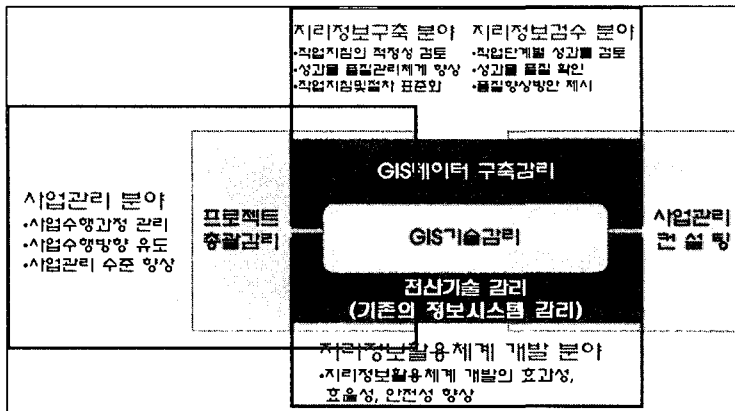 지리정보구축 분야
•작업지침의 적정성 검토
•성과물 품질관리체계 향상
•작업지침및절차 표준화
지리정보검수 분야
•작업단계별 성과물 검토
•성과물 품질 확인
•품질향상방안 제시
사업관리 분야
•사업수행과정 관리
•사업수행방향 유도
•사업관리 수준 향상
프로젝트
총괄감리
GIS데이터 구축감리
GIS기술감리
전산기술 감리
(기존의 정보시스템 감리)
사업관리
컨설팅
지리정보활용체계 개발 분야
•지리정보활용체계 개발의 효과성,
효율성, 안전성 향상